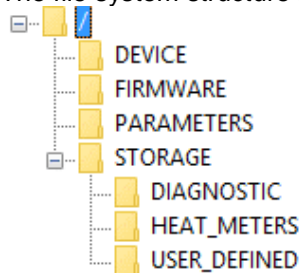 The file system structure
/
DEVICE
FIRMWARE
PARAMETERS
STORAGE
DIAGNOSTIC
HEAT_METERS
USER_DEFINED